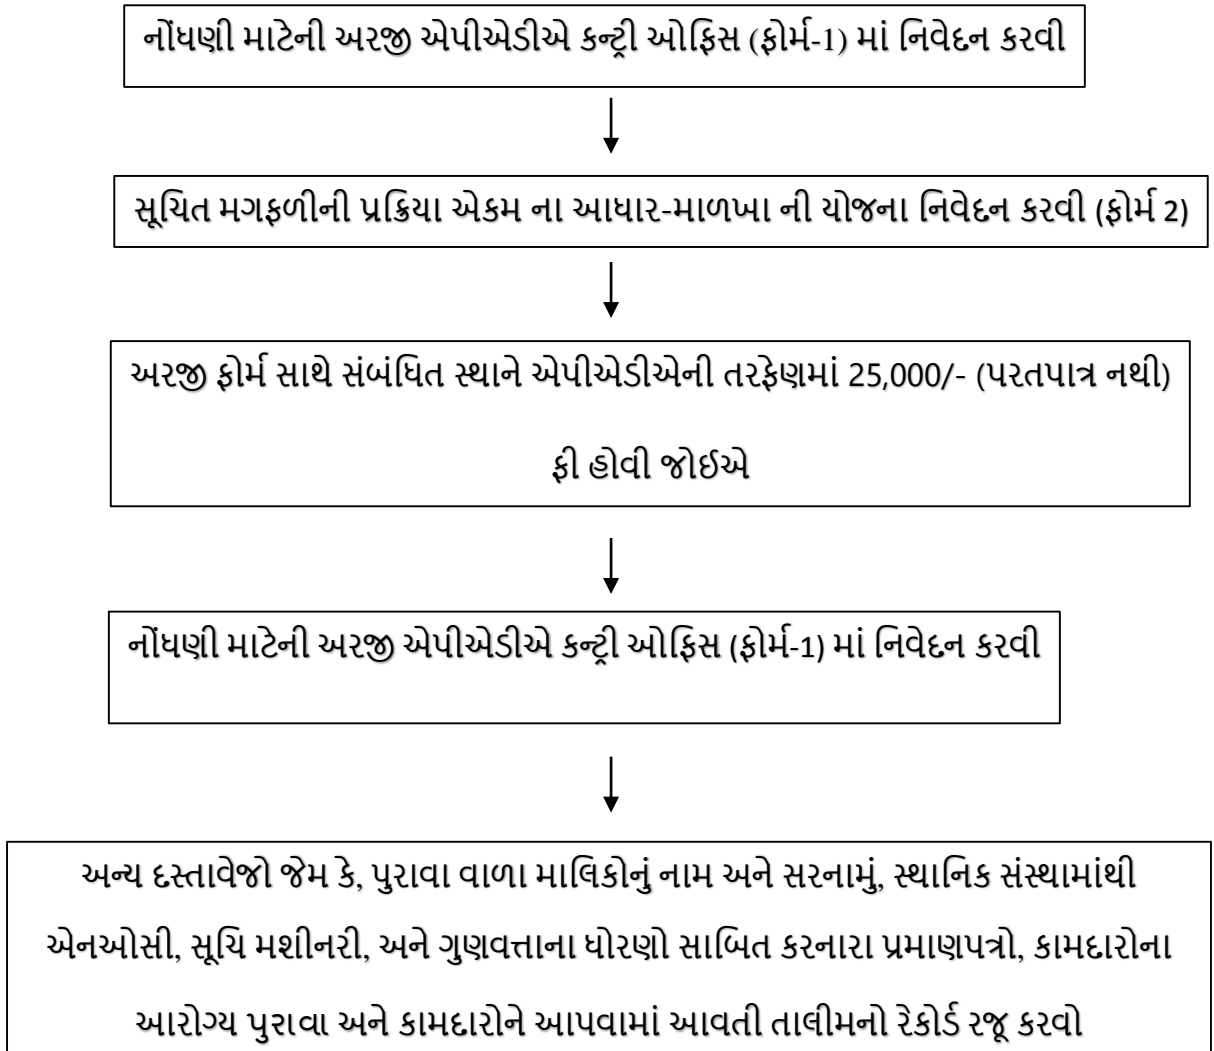 નોંધણી માટેની અરજી એપીએડીએ કન્ટ્રી ઓફિસ (ફોર્મ-1) માં નિવેદન કરવી
સૂચિત મગફળીની પ્રક્રિયા એકમ ના આધાર-માળખા ની યોજના નિવેદન કરવી (ફોર્મ 2)
અરજી ફોર્મ સાથે સંબંધિત સ્થાને એપીએડીએની તરફેણમાં 25,000/- (પરતપાત્ર નથી)
ફી હોવી જોઈએ
નોંધણી માટેની અરજી એપીએડીએ કન્ટ્રી ઓફિસ (ફોર્મ-1) માં નિવેદન કરવી
અન્ય દસ્તાવેજો જેમ કે, પુરાવા વાળા માલિકોનું નામ અને સરનામું, સ્થાનિક સંસ્થામાંથી
એનઓસી, સૂચિ મશીનરી, અને ગુણવત્તાના ધોરણો સાબિત કરનારા પ્રમાણપત્રો, કામદારોના
આરોગ્ય પુરાવા અને કામદારોને આપવામાં આવતી તાલીમનો રેકોર્ડ રજૂ કરવો